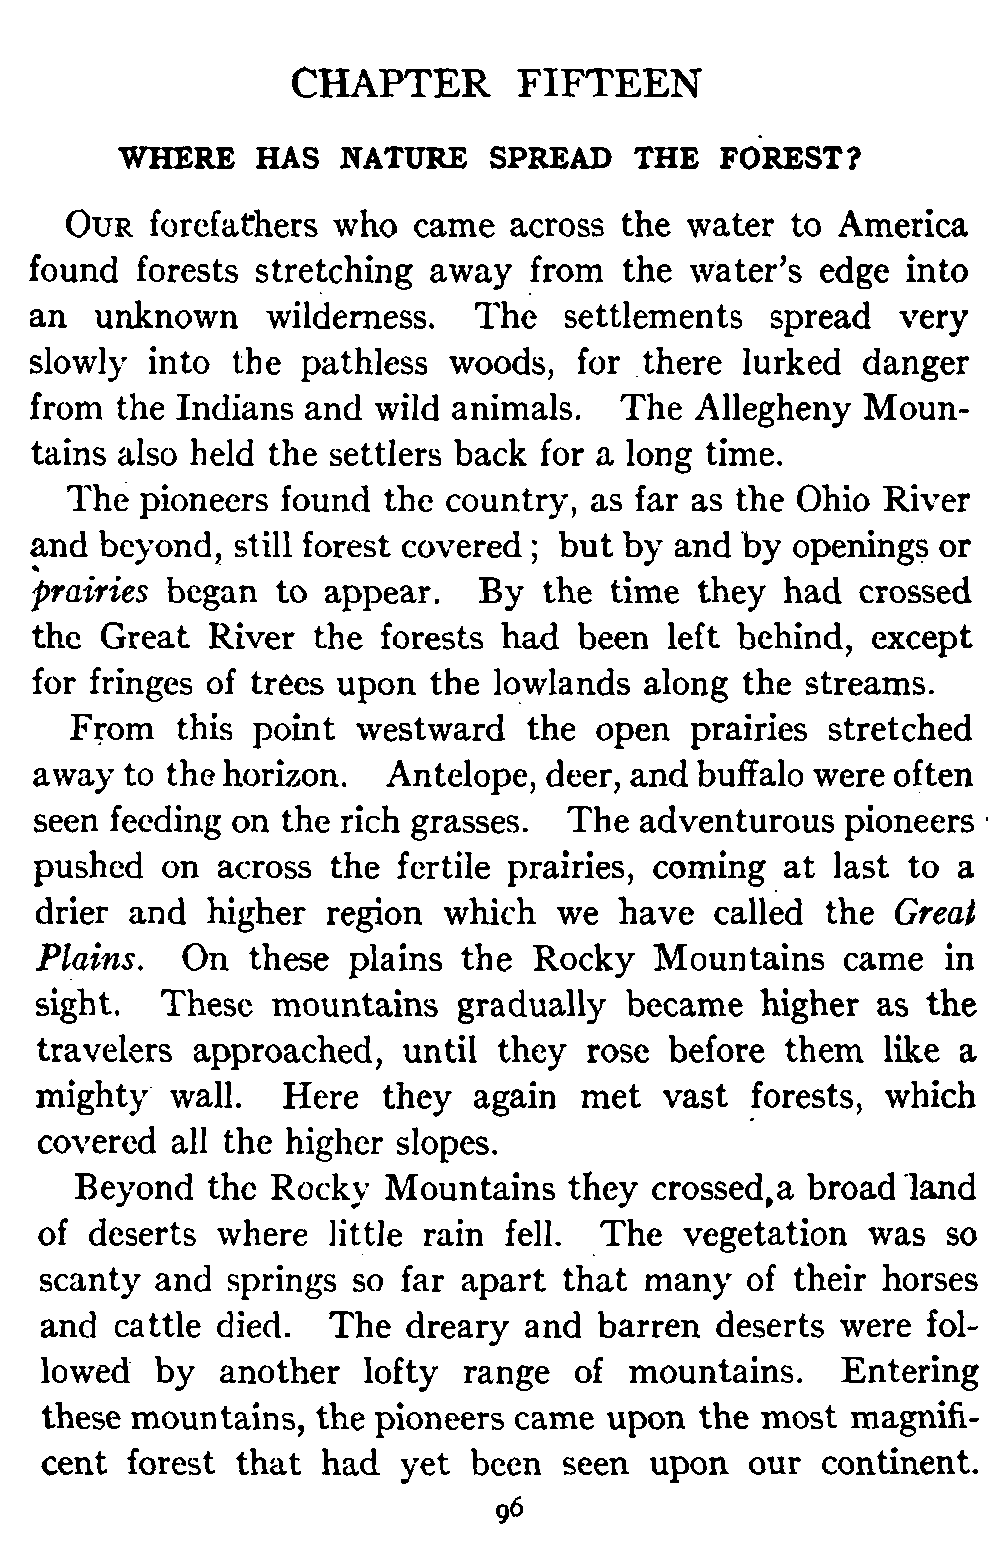 CHAPTER FIFTEEN
WHERE HAS NATURE SPREAD THE FOREST?
OUR forefathers who came across the water to America
found forests stretching away from the water's edge into
an unknown wilderness. The settlements spread very
slowly into the pathless woods, for there lurked danger
from the Indians and wild animals. The Allegheny Moun-
tains also held the settlers back for a long time.
The pioneers found the country, as far as the Ohio River
and beyond, still forest covered; but by and by openings or
prairies began to appear. By the time they had crossed
the Great River the forests had been left behind, except
for fringes of trees upon the lowlands along the streams.
From this point westward the open prairies stretched
away to the horizon. Antelope, deer, and buffalo were often
seen feeding on the rich grasses. The adventurous pioneers
pushed on across the fertile prairies, coming at last to a
drier and higher region which we have called the Great
Plains. On these plains the Rocky Mountains came in
sight. These mountains gradually became higher as the
travelers approached, until they rose before them like a
mighty wall. Here they again met vast forests, which
covered all the higher slopes.
Beyond the Rocky Mountains they crossed, a broad land
of deserts where little rain fell. The vegetation was so
scanty and springs so far apart that many of their horses
and cattle died. The dreary and barren deserts were fol-
lowed by another lofty range of mountains. Entering
these mountains, the pioneers came upon the most magnifi-
cent forest that had yet been seen upon our continent.
96